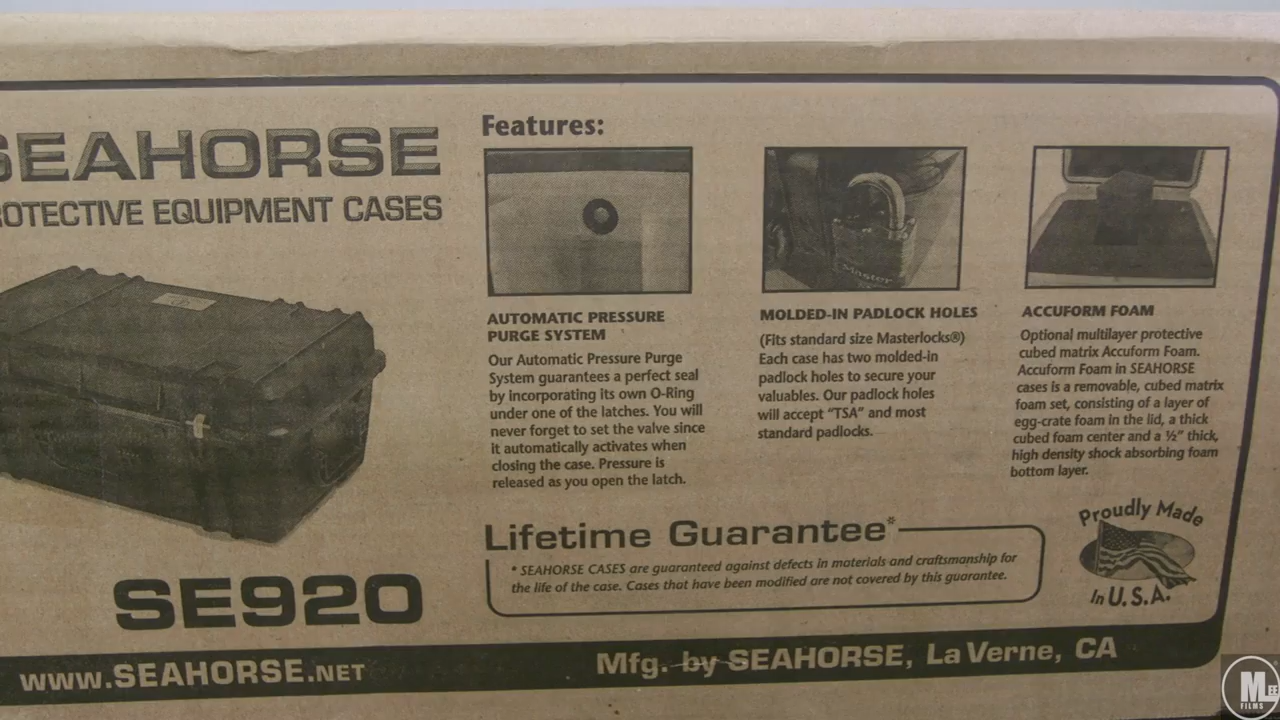 SEAHORSE
ROTECTIVE EQUIPMENT CASES
SE920
Features:
AUTOMATIC PRESSURE
PURGE SYSTEM
Our Automatic Pressure Purge
System guarantees a perfect seal
by incorporating its own O-Ring
under one of the latches. You will
never forget to set the valve since
it automatically activates when
closing the case. Pressure is
released as you open the latch.
Master
MOLDED-IN PADLOCK HOLES
(Fits standard size Masterlocks®)
Each case has two molded-in
padlock holes to secure your
valuables. Our padlock holes
will accept "TSA" and most
standard padlocks.
ACCUFORM FOAM
Optional multilayer protective
cubed matrix Accuform Foam.
Accuform Foam in SEAHORSE
cases is a removable, cubed matrix
foam set, consisting of a layer of
egg-crate foam in the lid, a thick
cubed foam center and a ½" thick,
high density shock absorbing foam
bottom layer.
Lifetime Guarantee*
* SEAHORSE CASES are guaranteed against defects in materials and craftsmanship for
the life of the case. Cases that have been modified are not covered by this guarantee.
Proudly Made
In U.S.A.
www.SEAHORSE.NET
Mfg. by SEAHORSE, La Verne, CA
FILMS